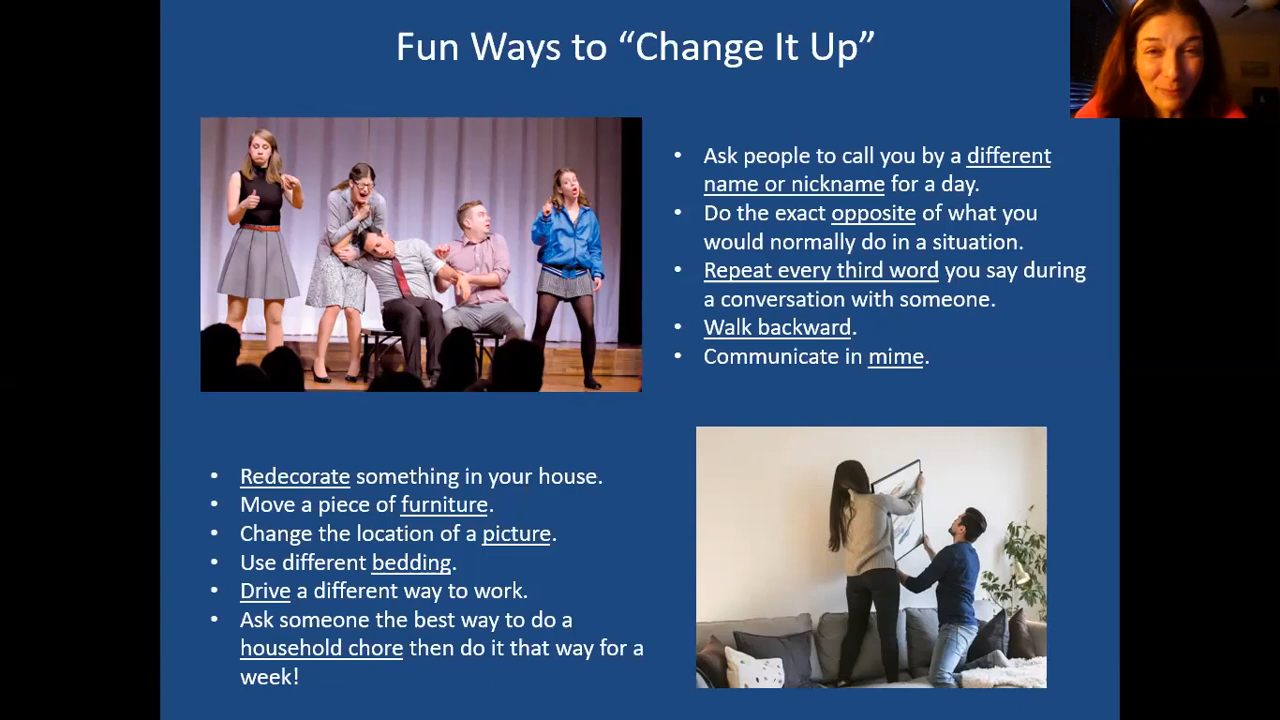 Fun Ways to “Change It Up”
• Ask people to call you by a different
name or nickname for a day.
• Do the exact opposite of what you
would normally do in a situation.
• Repeat every third word you say during
a conversation with someone.
• Walk backward.
• Communicate in mime.
• Redecorate something in your house.
• Move a piece of furniture.
• Change the location of a picture.
• Use different bedding.
• Drive a different way to work.
• Ask someone the best way to do a
household chore then do it that way for a
week!